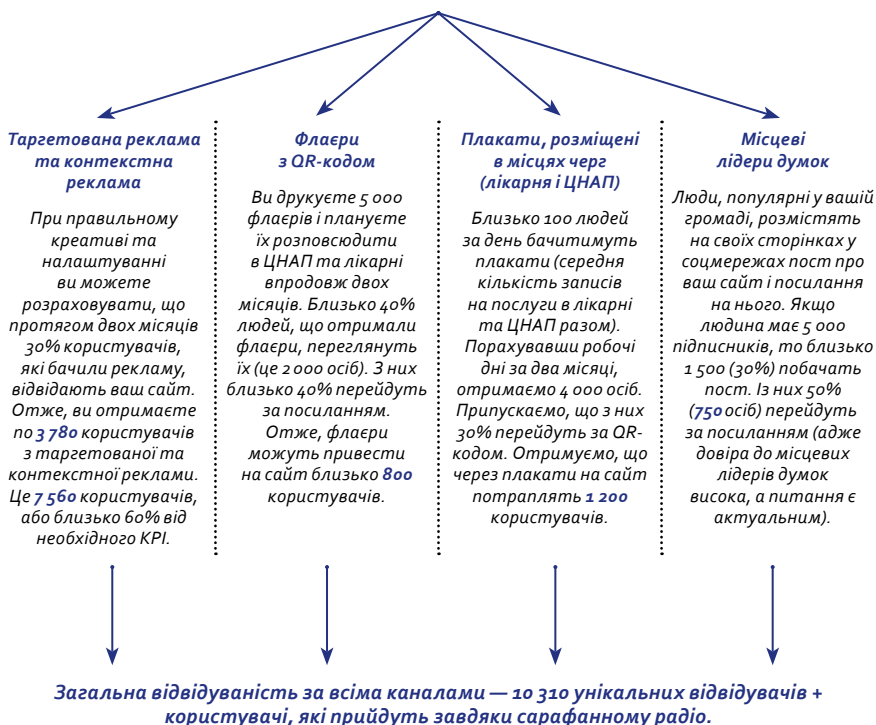 Таргетована реклама
та контекстна
реклама
При правильному
креативі та
налаштуванні
ви можете
розраховувати, що
протягом двох місяців
30% користувачів,
які бачили рекламу,
відвідають ваш сайт.
Отже, ви отримаєте
по 3 780 користувачів
з таргетованої та
контекстної реклами.
Це 7 560 користувачів,
або близько 60% від
необхідного KPI.
Флаєри
з QR-кодом
Ви друкуєте 5 000
флаєрів і плануєте
їх розповсюдити
в ЦНАП та лікарні
впродовж двох
місяців. Близько 40%
людей, що отримали
флаєри, переглянуть
їх (це 2 000 осіб). З них
близько 40% перейдуть
за посиланням.
Отже, флаєри
можуть привести
на сайт близько 800
користувачів.
Плакати, розміщені
в місцях черг
(лікарня і ЦНАП)
Близько 100 людей
за день бачитимуть
плакати (середня
кількість записів
на послуги в лікарні
та ЦНАП разом).
Порахувавши робочі
дні за два місяці,
отримаємо 4 000 осіб.
Припускаємо, що з них
30% перейдуть за QR-
кодом. Отримуємо, що
через плакати на сайт
потраплять 1 200
користувачів.
Місцеві
лідери думок
Люди, популярні у вашій
громаді, розмістять
на своїх сторінках у
соцмережах пост про
ваш сайт і посилання
на нього. Якщо
людина має 5 000
підписників, то близько
1 500 (30%) побачать
пост. Із них 50%
(750 осіб) перейдуть
за посиланням (адже
довіра до місцевих
лідерів думок
висока, а питання є
актуальним).
Загальна відвідуваність за всіма каналами — 10 310 унікальних відвідувачів +
користувачі, які прийдуть завдяки сарафанному радіо.